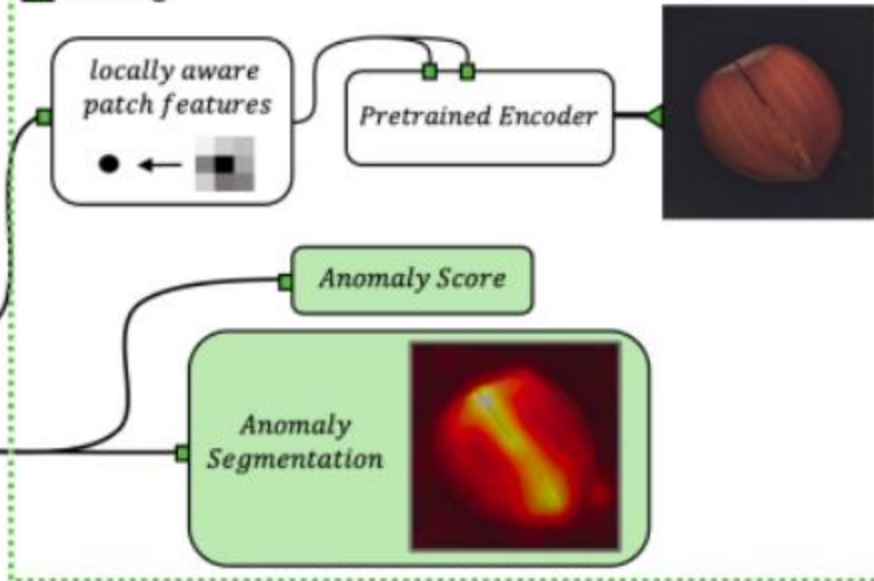 locally aware
patch features
Pretrained Encoder
Anomaly Score
Anomaly
Segmentation